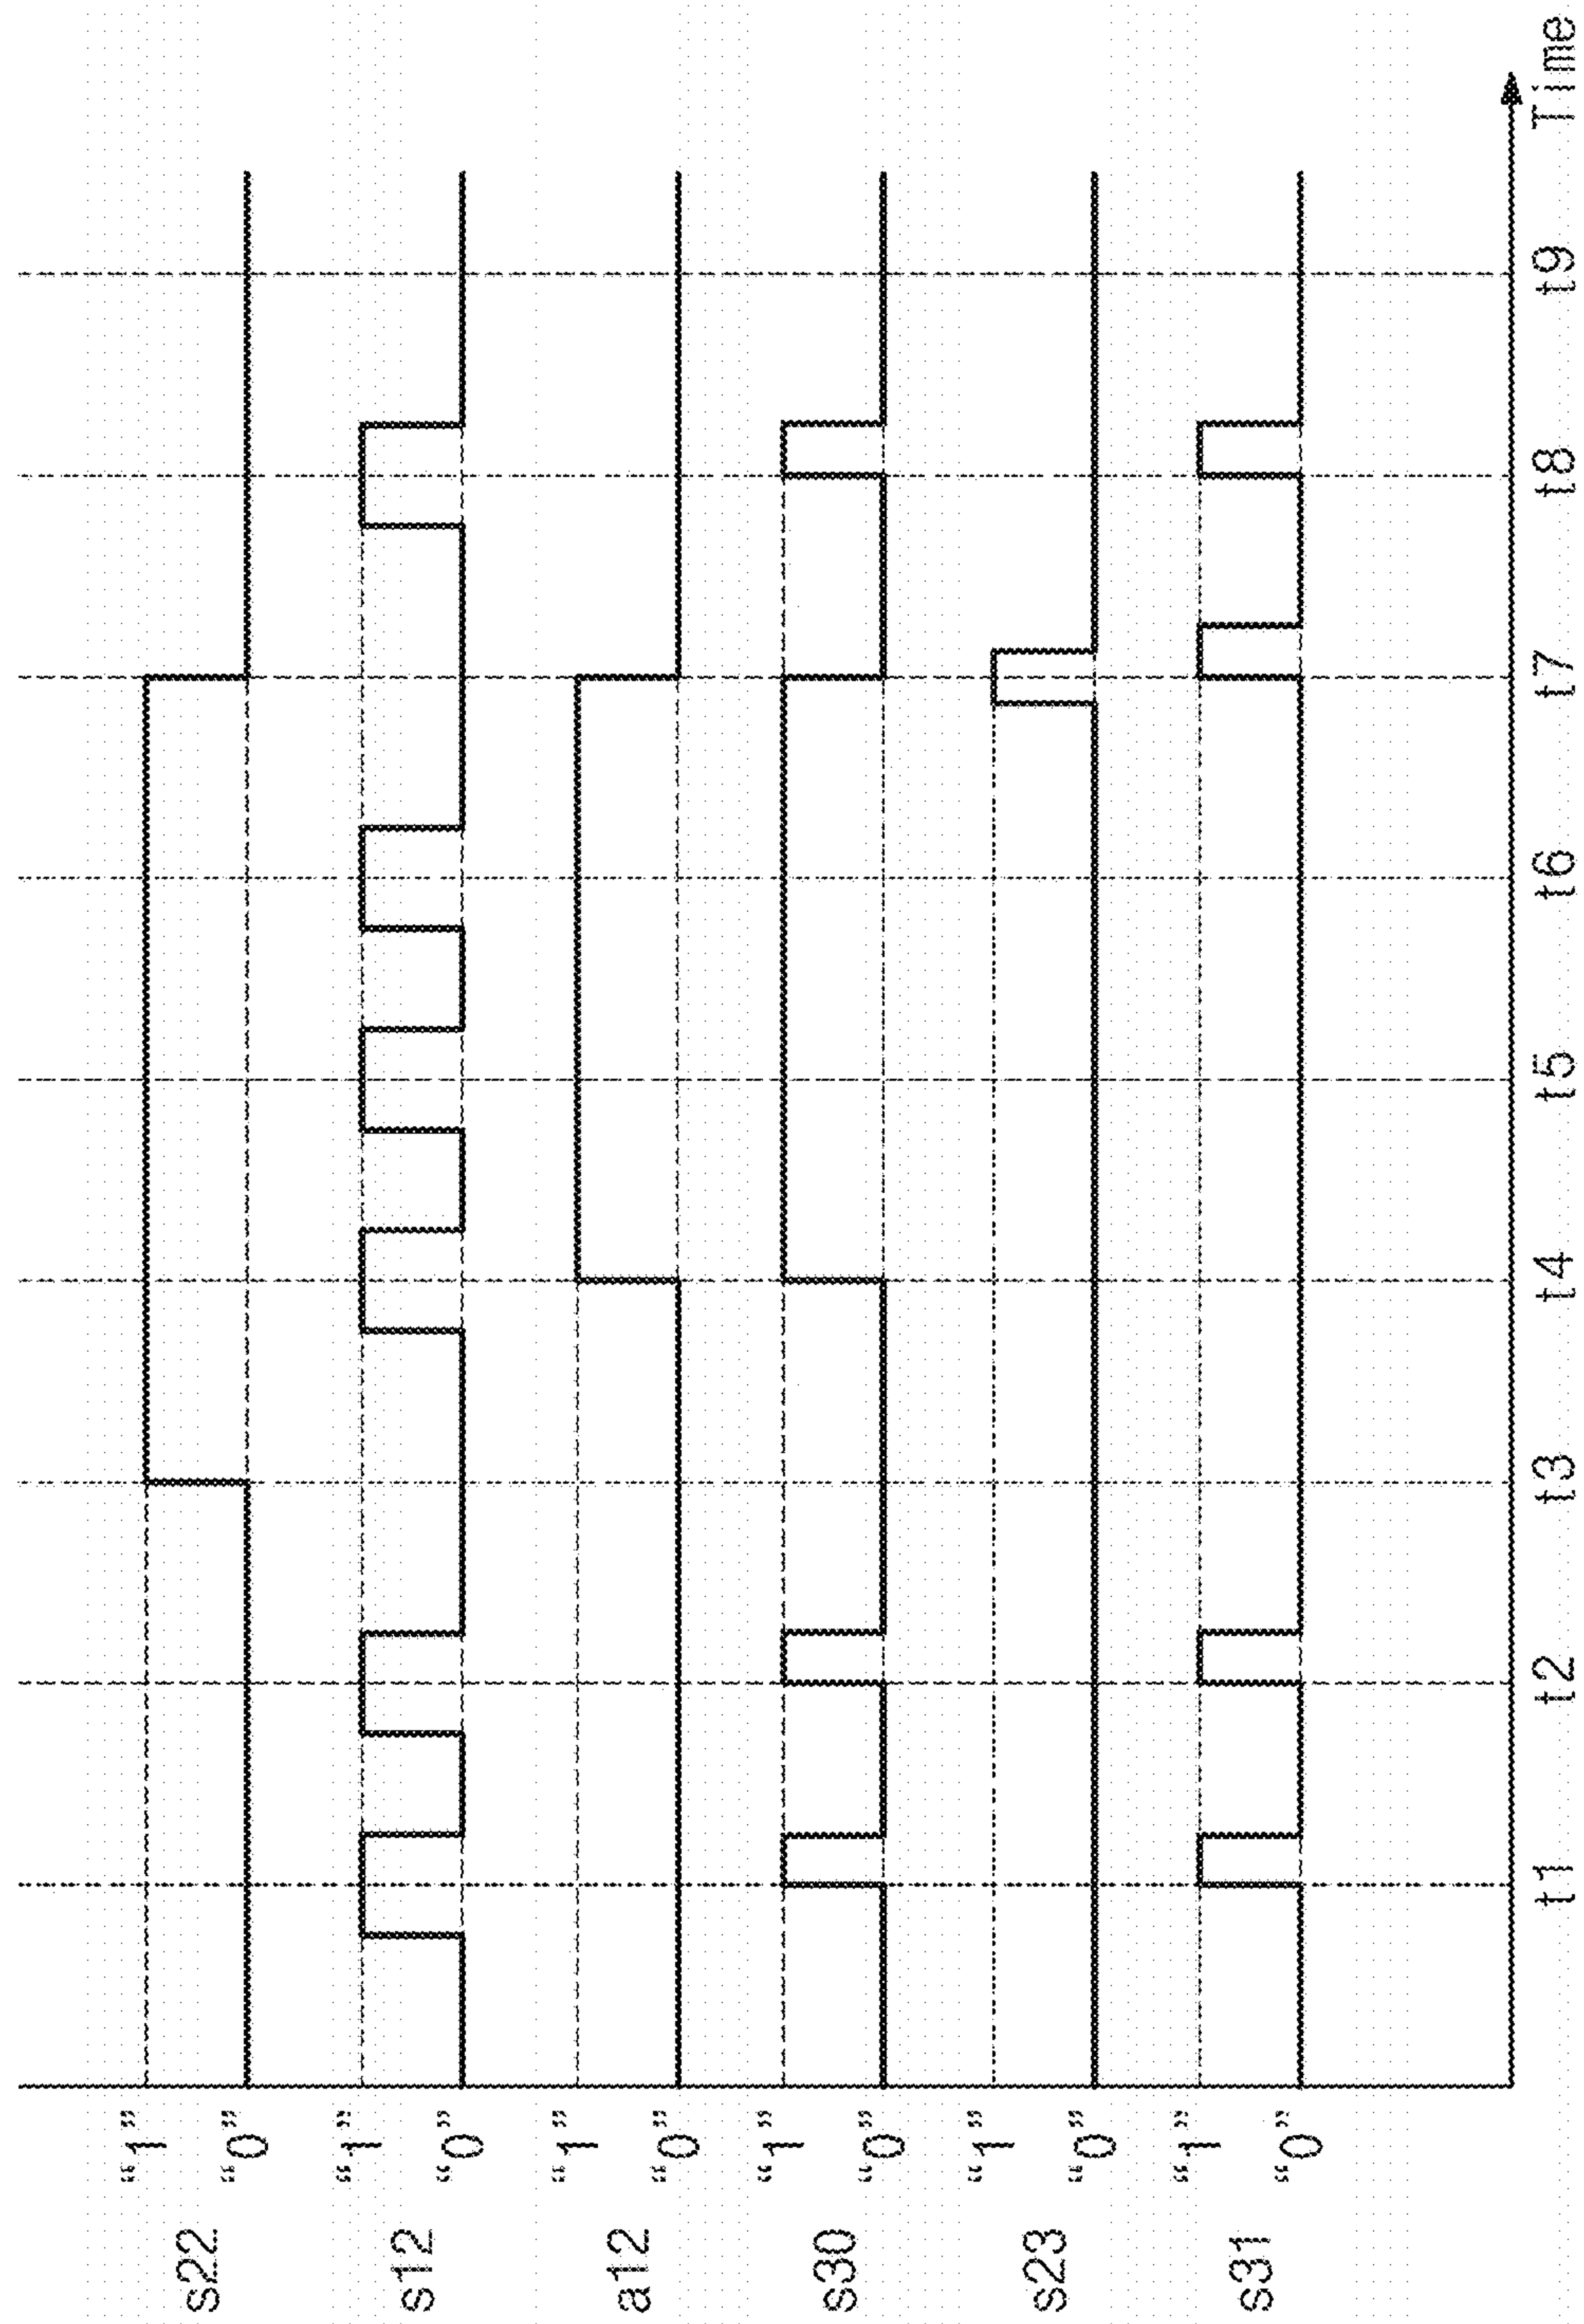 s22 “1”
“0”
s12 “1”
“0”
a12 “1”
“0”
s30 “1”
“0”
s23 “1”
“0”
s31 “1”
“0”
t1 t2 t3 t4 t5 t6 t7 t8 t9 Time